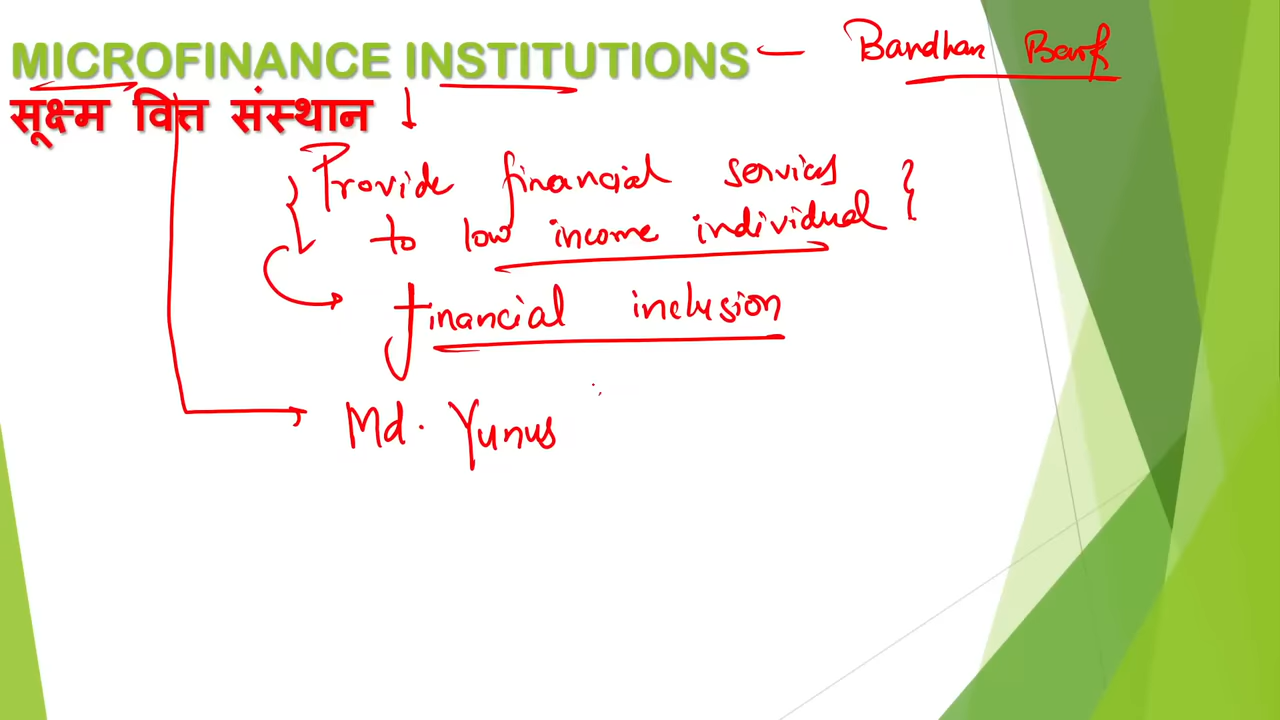 MICROFINANCE INSTITUTIONS – Bandhan Bank
सूक्ष्म वित्त संस्थान
Provide financial services
to low income individual
financial inclusion
Md. Yunus